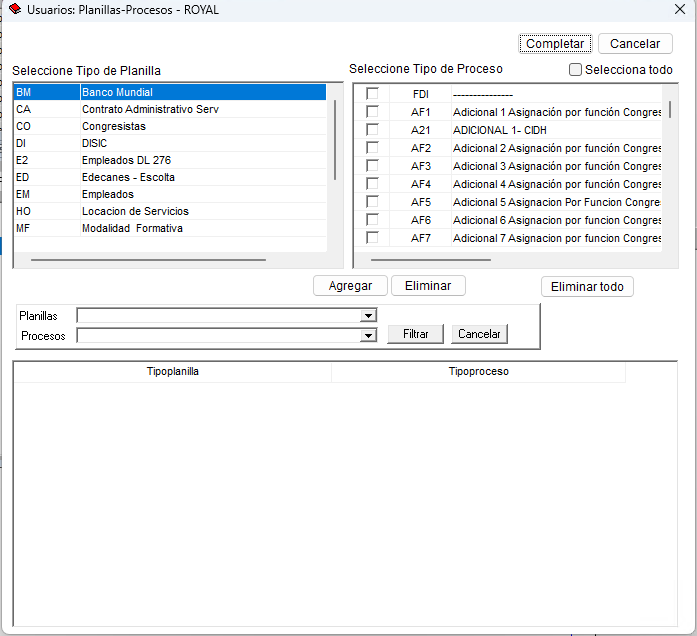 Usuarios: Planillas-Procesos - ROYAL
Completar Cancelar
Seleccione Tipo de Planilla
Seleccione Tipo de Proceso Selecciona todo
BM Banco Mundial
CA Contrato Administrativo Serv
CO Congresistas
DI DISIC
E2 Empleados DL 276
ED Edecanes - Escolta
EM Empleados
HO Locacion de Servicios
MF Modalidad Formativa
FDI ---------------
AF1 Adicional 1 Asignación por función Congres
A21 ADICIONAL 1- CIDH
AF2 Adicional 2 Asignación por función Congres
AF3 Adicional 3 Asignación por función Congres
AF4 Adicional 4 Asignación por función Congres
AF5 Adicional 5 Asignacion Por Funcion Congre
AF6 Adicional 6 Asignacion por funcion Congres
AF7 Adicional 7 Asignacion por funcion Congres
Agregar Eliminar Eliminar todo
Planillas
Procesos Filtrar Cancelar
Tipoplanilla Tipoproceso